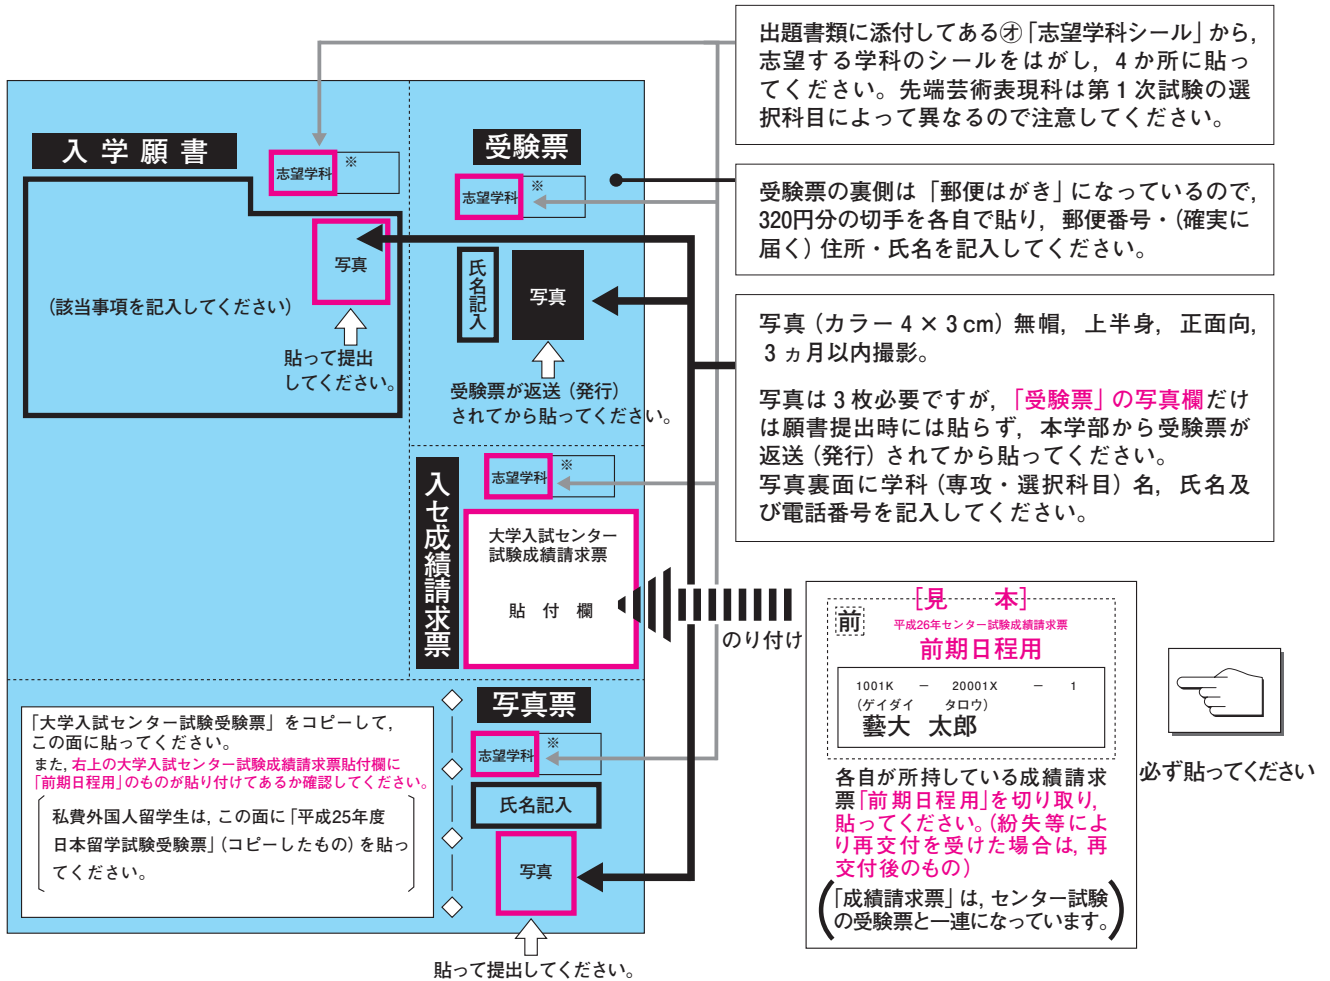 出題書類に添付してある㋔「志望学科シール」から,
志望する学科のシールをはがし, 4か所に貼っ
てください。先端芸術表現科は第1次試験の選
択科目によって異なるので注意してください。
入学願書
志望学科
※
受験票
志望学科
※
受験票の裏側は「郵便はがき」になっているので,
320円分の切手を各自で貼り, 郵便番号・(確実に
届く) 住所・氏名を記入してください。
写真
(該当事項を記入してください)
貼って提出
してください。
氏名記入
写真
受験票が返送 (発行)
されてから貼ってください。
写真 (カラー 4 × 3 cm) 無帽, 上半身, 正面向,
3 ヵ月以内撮影。
写真は 3 枚必要ですが, 「受験票」の写真欄だけ
は願書提出時には貼らず, 本学部から受験票が
返送 (発行) されてから貼ってください。
写真裏面に学科 (専攻・選択科目) 名, 氏名及
び電話番号を記入してください。
入セ成績請求票
志望学科
※
大学入試センター
試験成績請求票
貼 付 欄
のり付け
[見 本]
前
平成26年センター試験成績請求票
前期日程用
1001K − 20001X − 1
(ゲイダイ タロウ)
藝大 太郎
各自が所持している成績請求
票「前期日程用」を切り取り,
貼ってください。(紛失等によ
り再交付を受けた場合は, 再
交付後のもの)
(「成績請求票」は, センター試験
の受験票と一連になっています。)
必ず貼ってください
「大学入試センター試験受験票」をコピーして,
この面に貼ってください。
また, 右上の大学入試センター試験成績請求票貼付欄に
「前期日程用」のものが貼り付けてあるか確認してください。
私費外国人留学生は, この面に「平成25年度
日本留学試験受験票」(コピーしたもの) を貼っ
てください。
写真票
志望学科
※
氏名記入
写真
貼って提出してください。